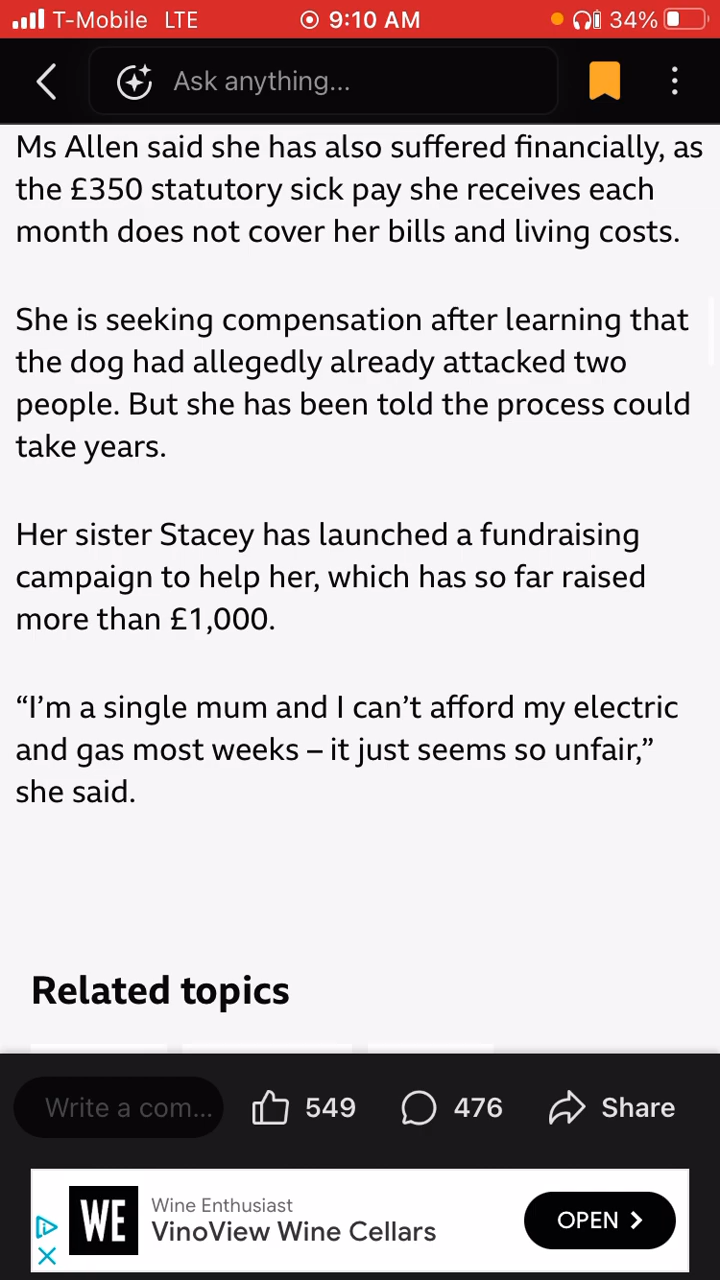 T-Mobile LTE 9:10 AM 34%
Ask anything...
Ms Allen said she has also suffered financially, as
the £350 statutory sick pay she receives each
month does not cover her bills and living costs.
She is seeking compensation after learning that
the dog had allegedly already attacked two
people. But she has been told the process could
take years.
Her sister Stacey has launched a fundraising
campaign to help her, which has so far raised
more than £1,000.
“I’m a single mum and I can’t afford my electric
and gas most weeks – it just seems so unfair,”
she said.
Related topics
Write a com... 549 476 Share
WE
Wine Enthusiast
VinoView Wine Cellars
OPEN